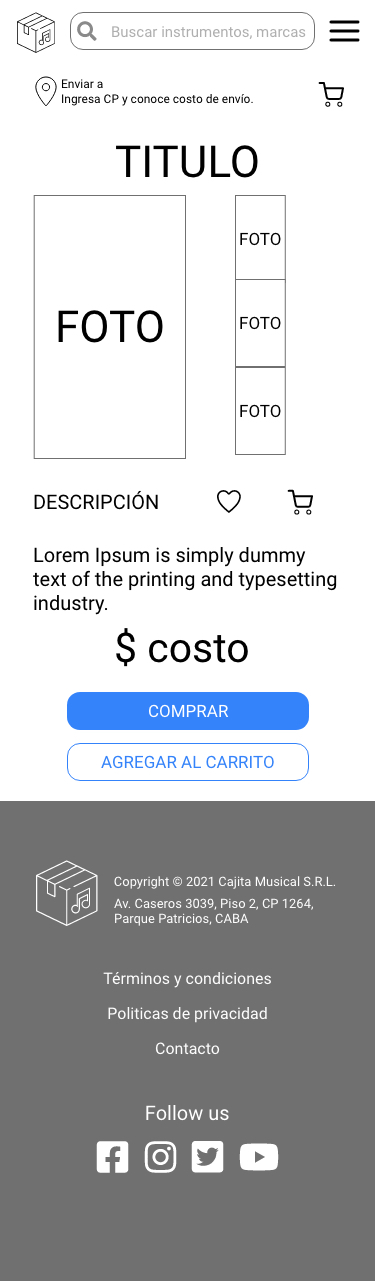 Buscar instrumentos, marcas
Enviar a
Ingresa CP y conoce costo de envío.
TITULO
FOTO
FOTO
FOTO
FOTO
DESCRIPCIÓN
Lorem Ipsum is simply dummy
text of the printing and typesetting
industry.
$ costo
COMPRAR
AGREGAR AL CARRITO
Copyright © 2021 Cajita Musical S.R.L.
Av. Caseros 3039, Piso 2, CP 1264,
Parque Patricios, CABA
Términos y condiciones
Politicas de privacidad
Contacto
Follow us